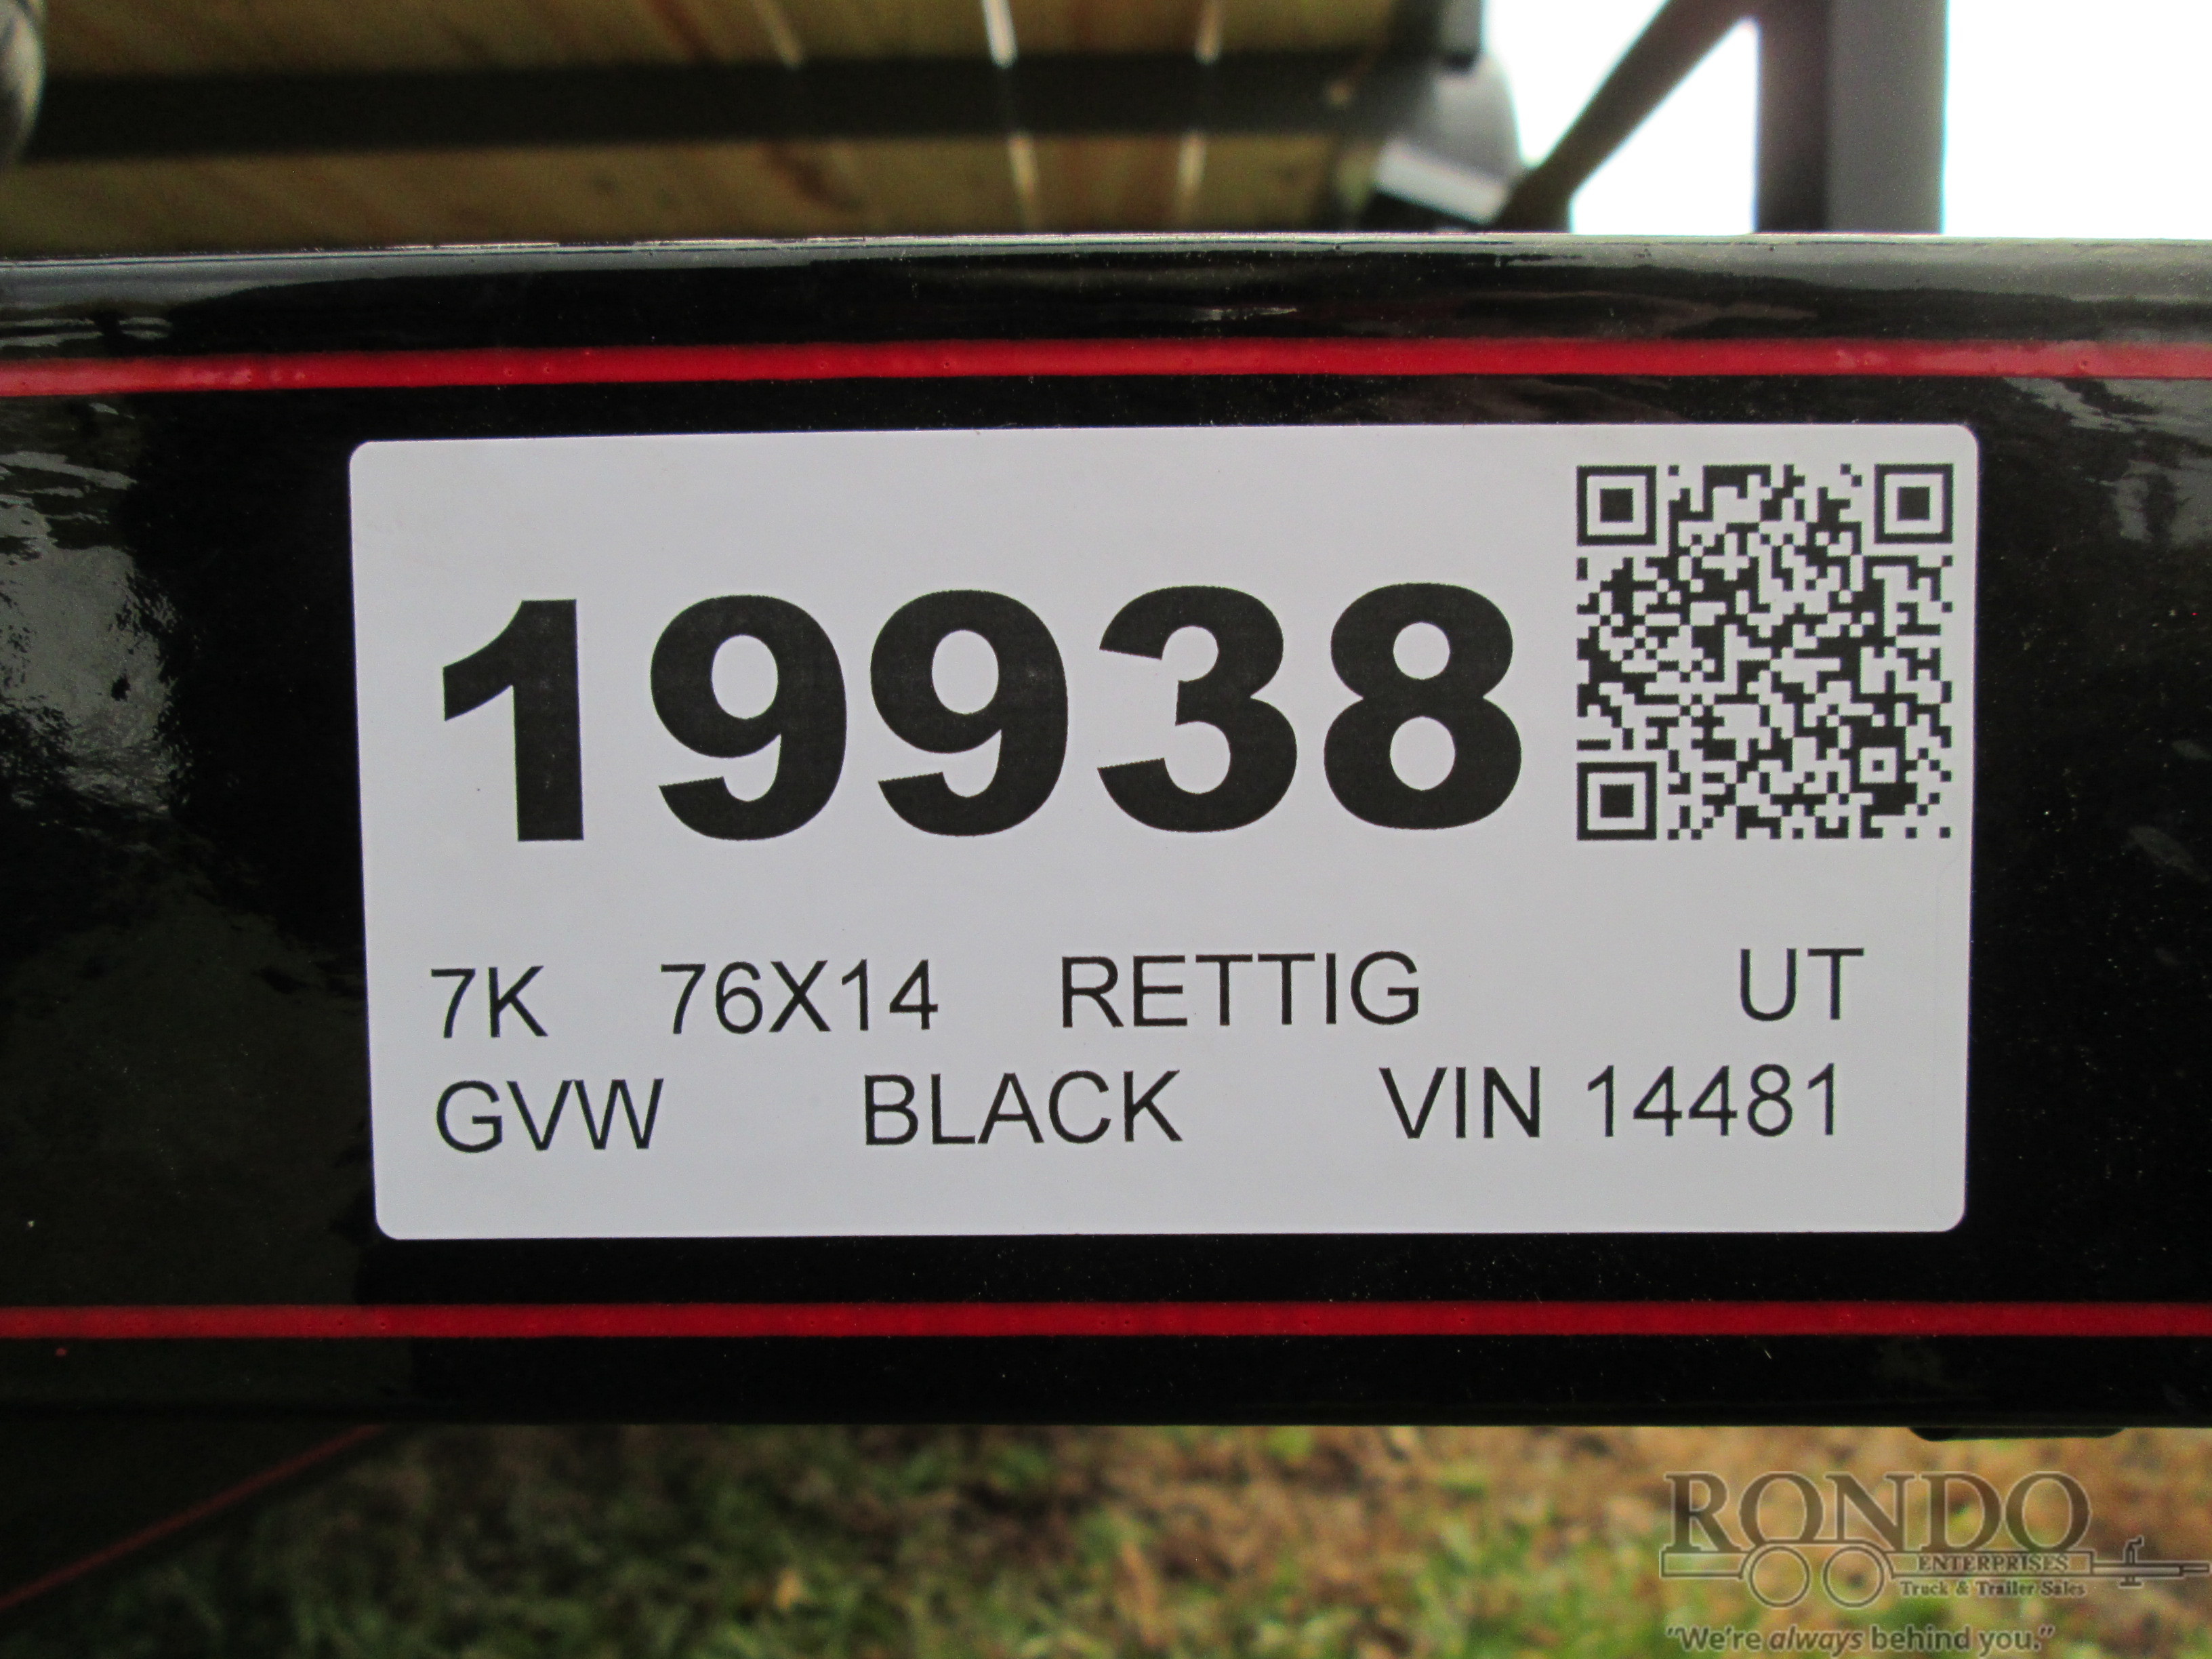 19938
7K 76X14 RETTIG UT
GVW BLACK VIN 14481
RONDO
ENTERPRISES
Truck & Trailer Sales
"We're always behind you."